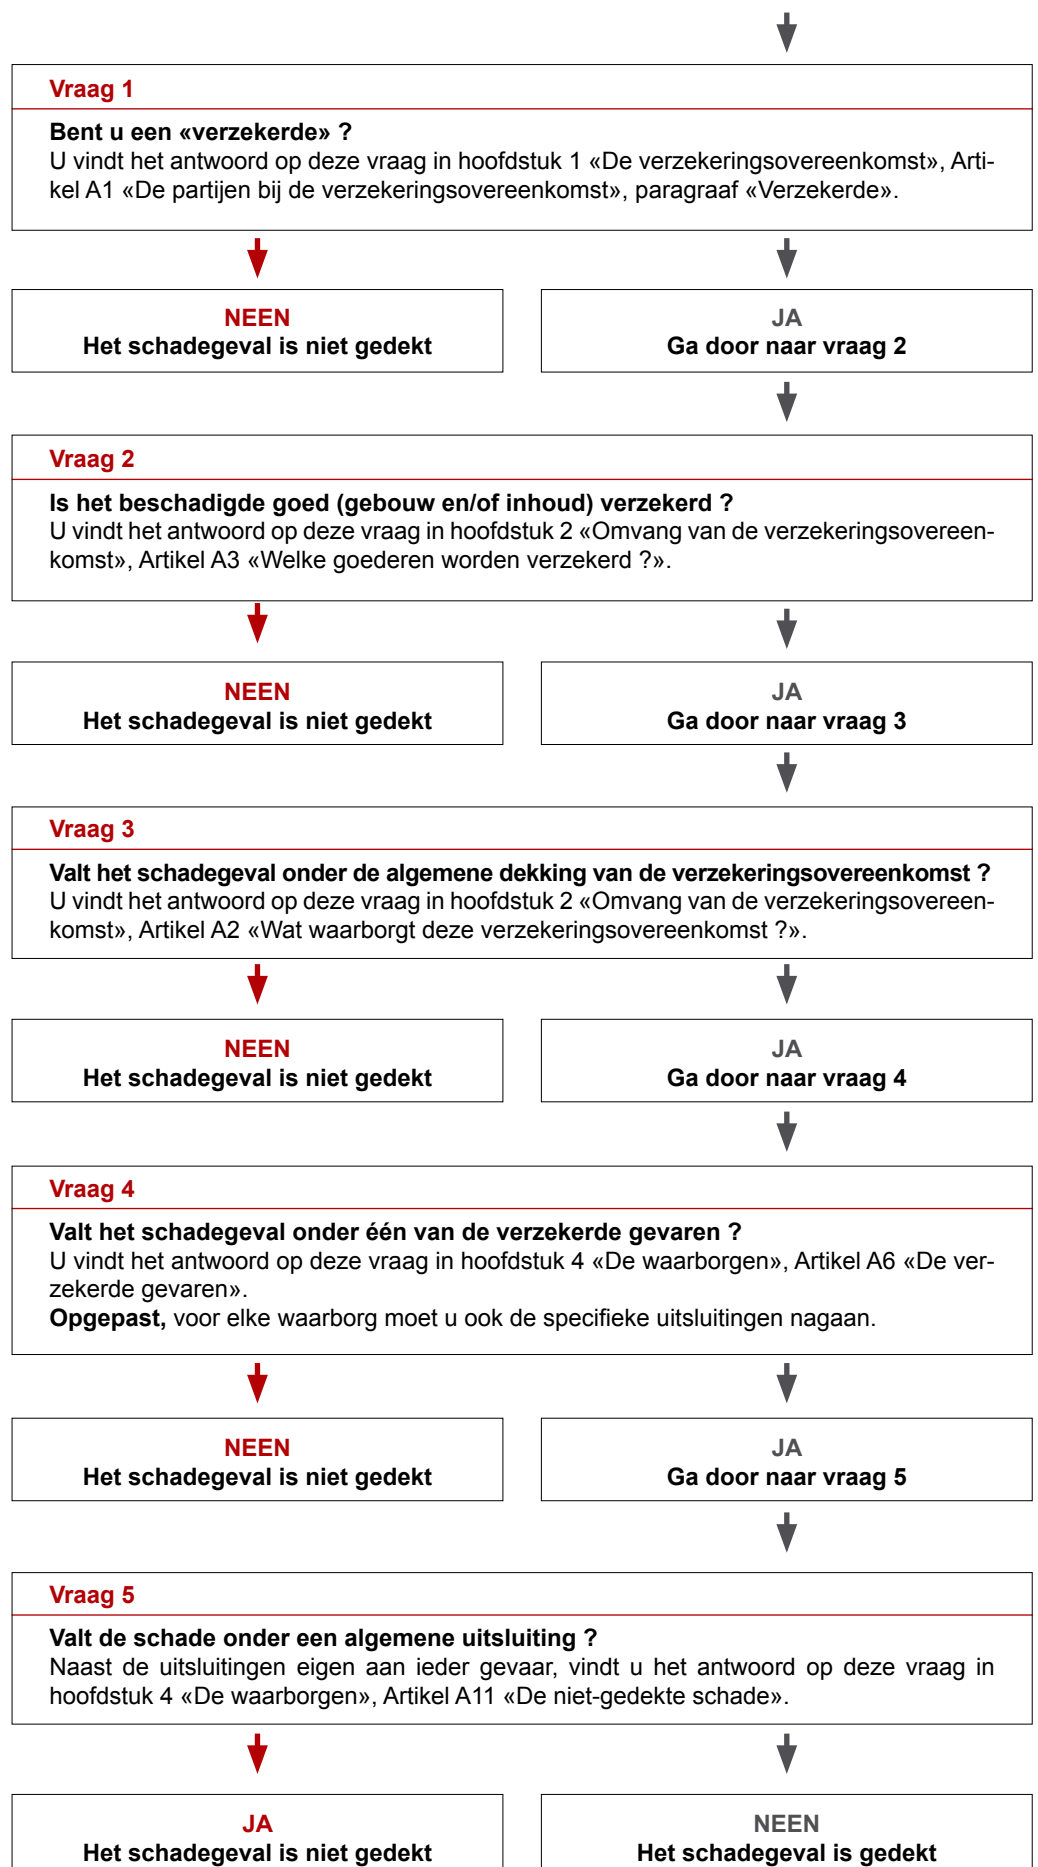 Vraag 1
Bent u een «verzekerde» ?
U vindt het antwoord op deze vraag in hoofdstuk 1 «De verzekeringsovereenkomst», Arti-
kel A1 «De partijen bij de verzekeringsovereenkomst», paragraaf «Verzekerde».
NEEN
Het schadegeval is niet gedekt
JA
Ga door naar vraag 2
Vraag 2
Is het beschadigde goed (gebouw en/of inhoud) verzekerd ?
U vindt het antwoord op deze vraag in hoofdstuk 2 «Omvang van de verzekeringsovereen-
komst», Artikel A3 «Welke goederen worden verzekerd ?».
NEEN
Het schadegeval is niet gedekt
JA
Ga door naar vraag 3
Vraag 3
Valt het schadegeval onder de algemene dekking van de verzekeringsovereenkomst ?
U vindt het antwoord op deze vraag in hoofdstuk 2 «Omvang van de verzekeringsovereen-
komst», Artikel A2 «Wat waarborgt deze verzekeringsovereenkomst ?».
NEEN
Het schadegeval is niet gedekt
JA
Ga door naar vraag 4
Vraag 4
Valt het schadegeval onder één van de verzekerde gevaren ?
U vindt het antwoord op deze vraag in hoofdstuk 4 «De waarborgen», Artikel A6 «De ver-
zekerde gevaren».
Opgepast, voor elke waarborg moet u ook de specifieke uitsluitingen nagaan.
NEEN
Het schadegeval is niet gedekt
JA
Ga door naar vraag 5
Vraag 5
Valt de schade onder een algemene uitsluiting ?
Naast de uitsluitingen eigen aan ieder gevaar, vindt u het antwoord op deze vraag in
hoofdstuk 4 «De waarborgen», Artikel A11 «De niet-gedekte schade».
JA
Het schadegeval is niet gedekt
NEEN
Het schadegeval is gedekt